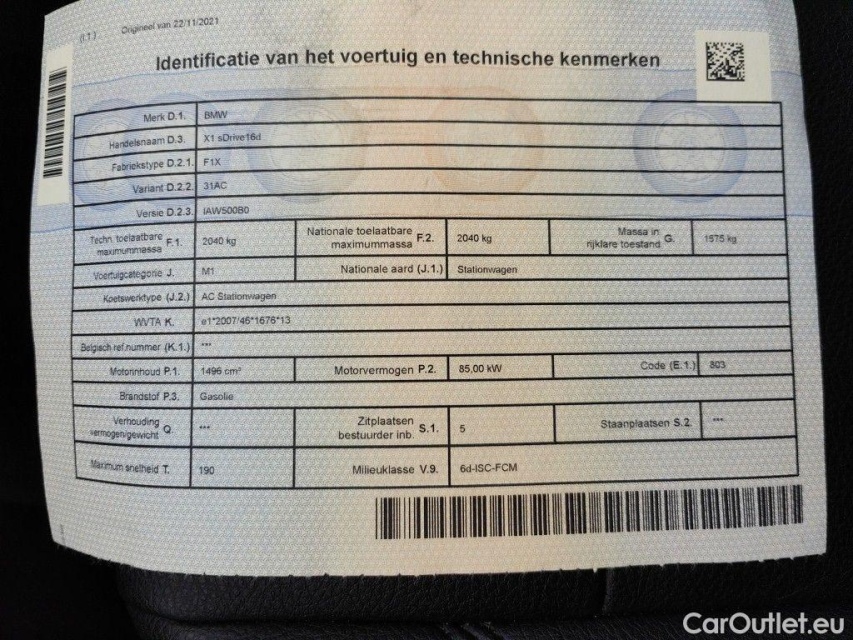 (I.1) Origineel van 22/11/2021
Identificatie van het voertuig en technische kenmerken
Merk D.1. BMW
Handelsnaam D.3. X1 sDrive16d
Fabriekstype D.2.1. F1X
Variant D.2.2. 31AC
Versie D.2.3. IAW500B0
Techn. toelaatbare maximummassa F.1. 2040 kg Nationale toelaatbare maximummassa F.2. 2040 kg Massa in rijklare toestand G. 1575 kg
Voertuigcategorie J. M1 Nationale aard (J.1.) Stationwagen
Koetswerktype (J.2.) AC Stationwagen
WVTA K. e1*2007/46*1676*13
Belgisch ref.nummer (K.1.) ***
Motorinhoud P.1. 1496 cm³ Motorvermogen P.2. 85,00 kW Code (E.1.) 803
Brandstof P.3. Gasolie
Verhouding vermogen/gewicht Q. *** Zitplaatsen bestuurder inb. S.1. 5 Staanplaatsen S.2. ***
Maximum snelheid T. 190 Milieuklasse V.9. 6d-ISC-FCM
CarOutlet.eu